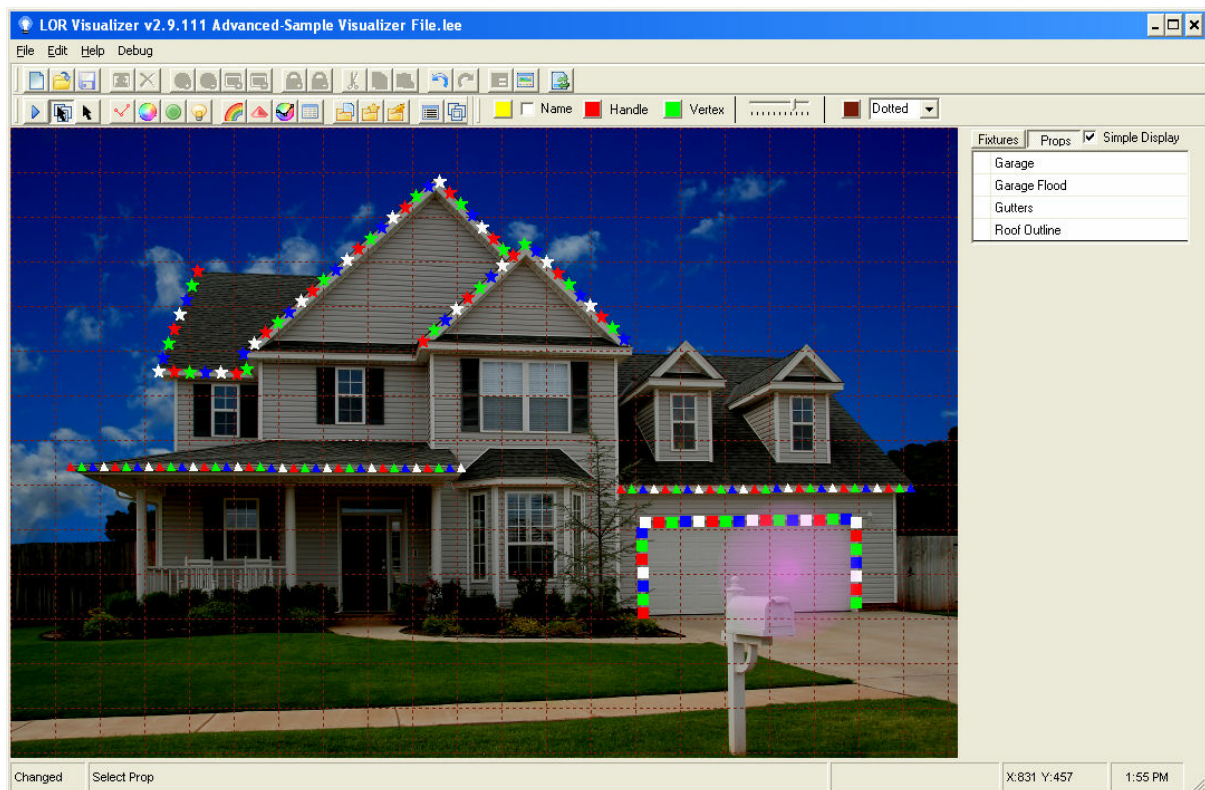 LOR Visualizer v2.9.111 Advanced-Sample Visualizer File.lee
File Edit Help Debug
Name Handle Vertex Dotted
Fixtures Props Simple Display
Garage
Garage Flood
Gutters
Roof Outline
Changed Select Prop X:831 Y:457 1:55 PM